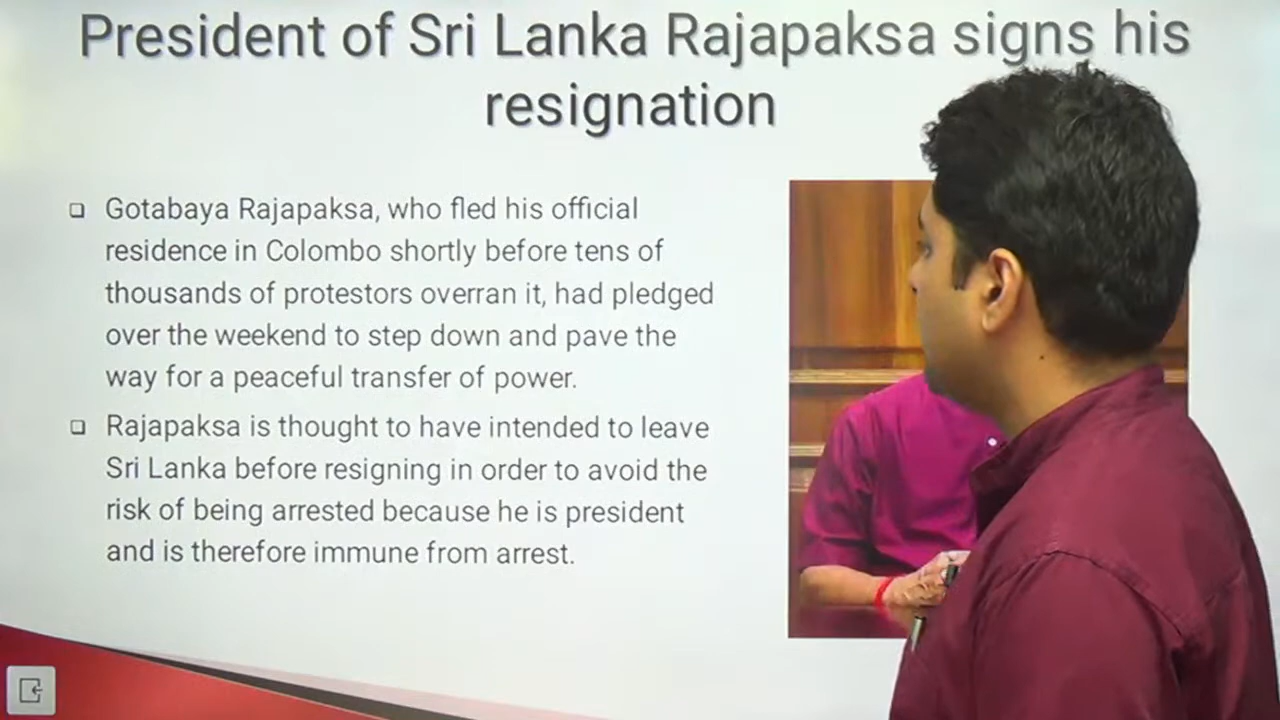 President of Sri Lanka Rajapaksa signs his
resignation
Gotabaya Rajapaksa, who fled his official
residence in Colombo shortly before tens of
thousands of protestors overran it, had pledged
over the weekend to step down and pave the
way for a peaceful transfer of power.
Rajapaksa is thought to have intended to leave
Sri Lanka before resigning in order to avoid the
risk of being arrested because he is president
and is therefore immune from arrest.